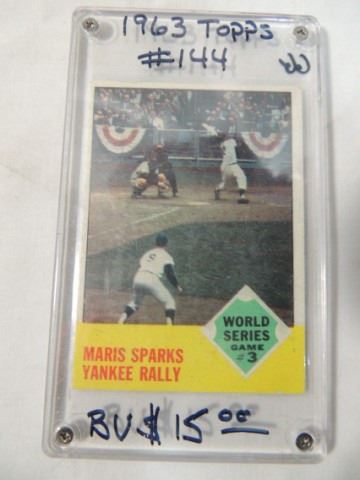 1963 TOPPS
#144
WORLD
SERIES
GAME
#3
MARIS SPARKS
YANKEE RALLY
BV $15.00